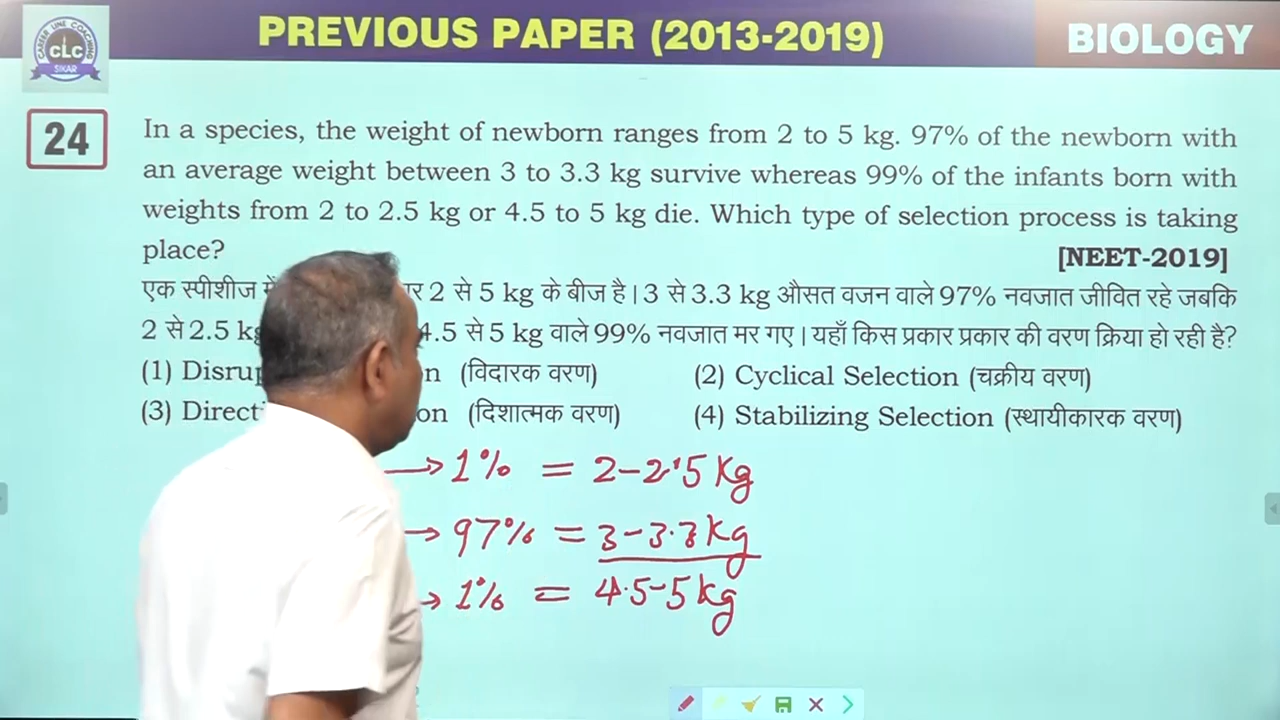 PREVIOUS PAPER (2013-2019)
BIOLOGY
CAREER LINE COACHING
CLC
SIKAR
24
In a species, the weight of newborn ranges from 2 to 5 kg. 97% of the newborn with
an average weight between 3 to 3.3 kg survive whereas 99% of the infants born with
weights from 2 to 2.5 kg or 4.5 to 5 kg die. Which type of selection process is taking
place? [NEET-2019]
एक स्पीशीज 2 से 5 kg के बीज है। 3 से 3.3 kg औसत वजन वाले 97% नवजात जीवित रहे जबकि
2 से 2.5 kg 4.5 से 5 kg वाले 99% नवजात मर गए। यहाँ किस प्रकार प्रकार की वरण क्रिया हो रही है?
(1) (विदारक वरण) (2) Cyclical Selection (चक्रीय वरण)
(3) (दिशात्मक वरण) (4) Stabilizing Selection (स्थायीकारक वरण)
→ 1% = 2-2.5 Kg
→ 97% = 3-3.3 Kg
→ 1% = 4.5-5 Kg